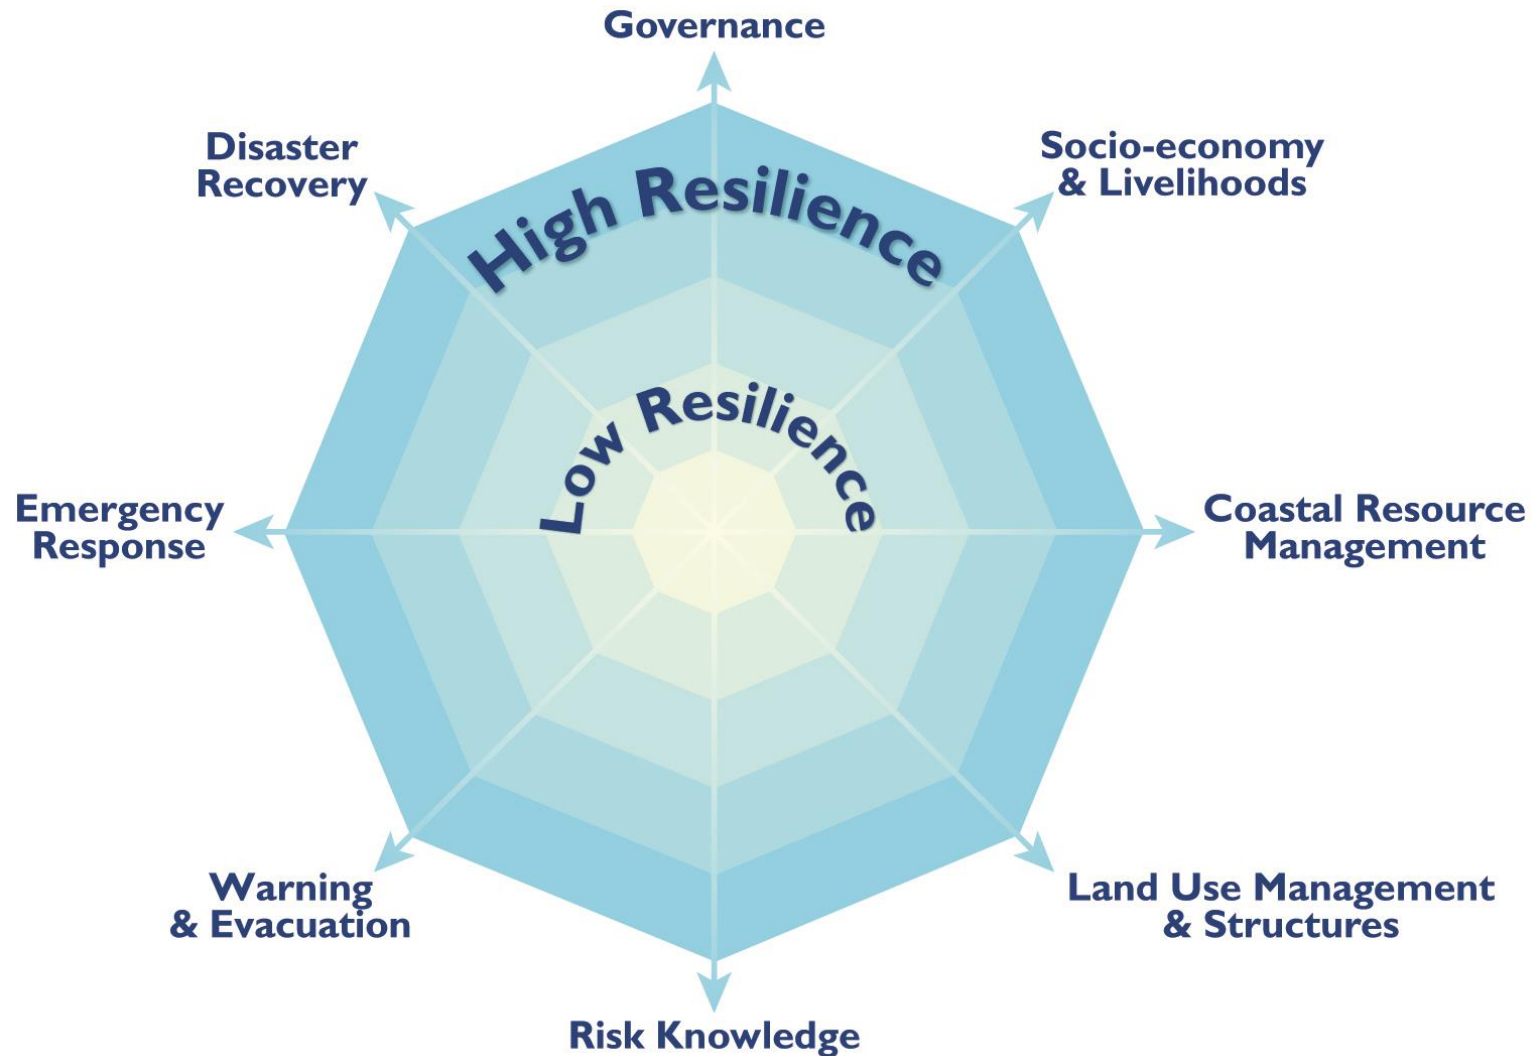 Governance
Disaster
Recovery
Socio-economy
& Livelihoods
High Resilience
Low Resilience
Emergency
Response
Coastal Resource
Management
Warning
& Evacuation
Land Use Management
& Structures
Risk Knowledge